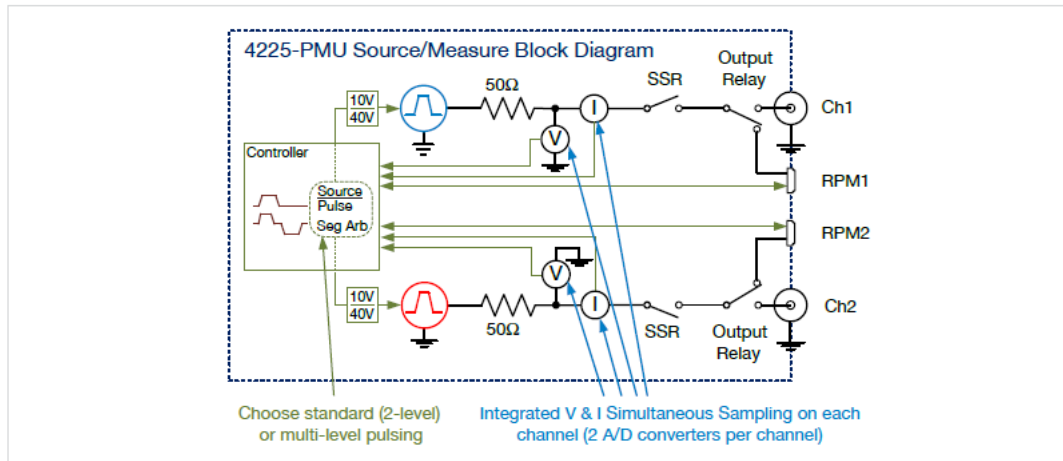 4225-PMU Source/Measure Block Diagram
50Ω
SSR
Output
Relay
10V
40V
I
Ch1
V
Controller
Source
Pulse
Seg Arb
RPM1
RPM2
V
10V
40V
I
Ch2
50Ω
SSR
Output
Relay
Choose standard (2-level)
or multi-level pulsing
Integrated V & I Simultaneous Sampling on each
channel (2 A/D converters per channel)